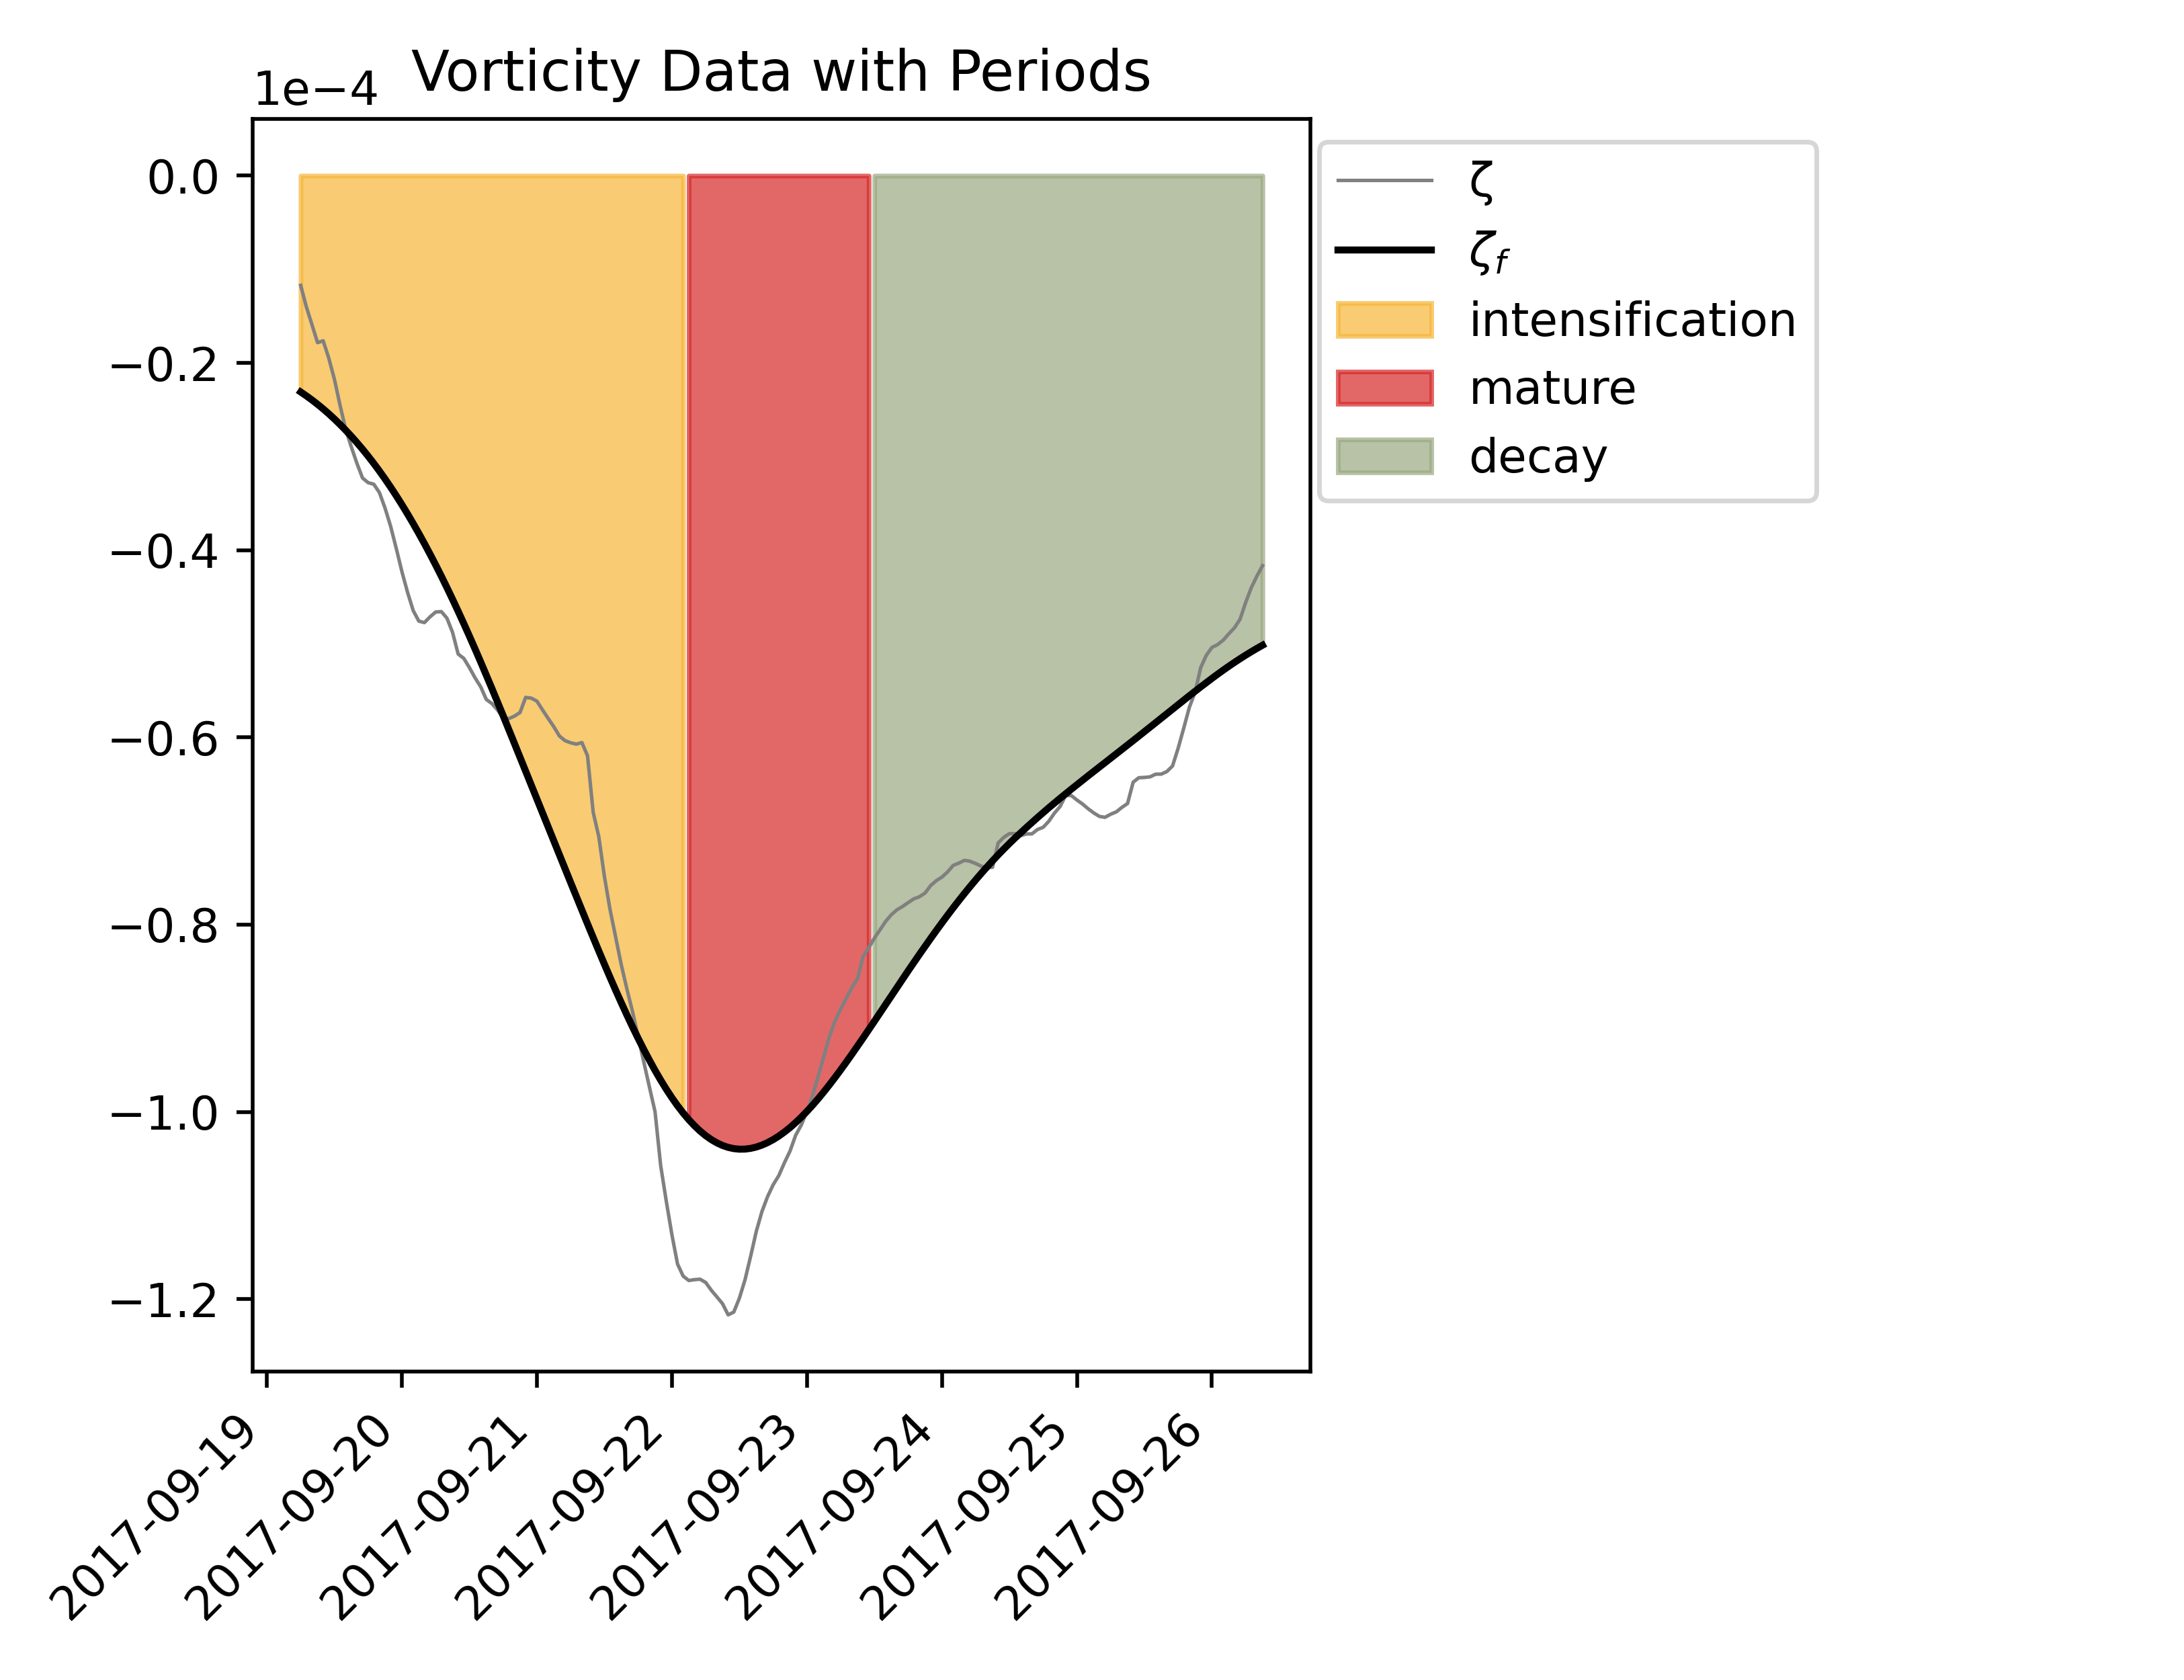 Vorticity Data with Periods
1e−4
0.0
−0.2
−0.4
−0.6
−0.8
−1.0
−1.2
2017-09-19
2017-09-20
2017-09-21
2017-09-22
2017-09-23
2017-09-24
2017-09-25
2017-09-26
ζ
ζf
intensification
mature
decay